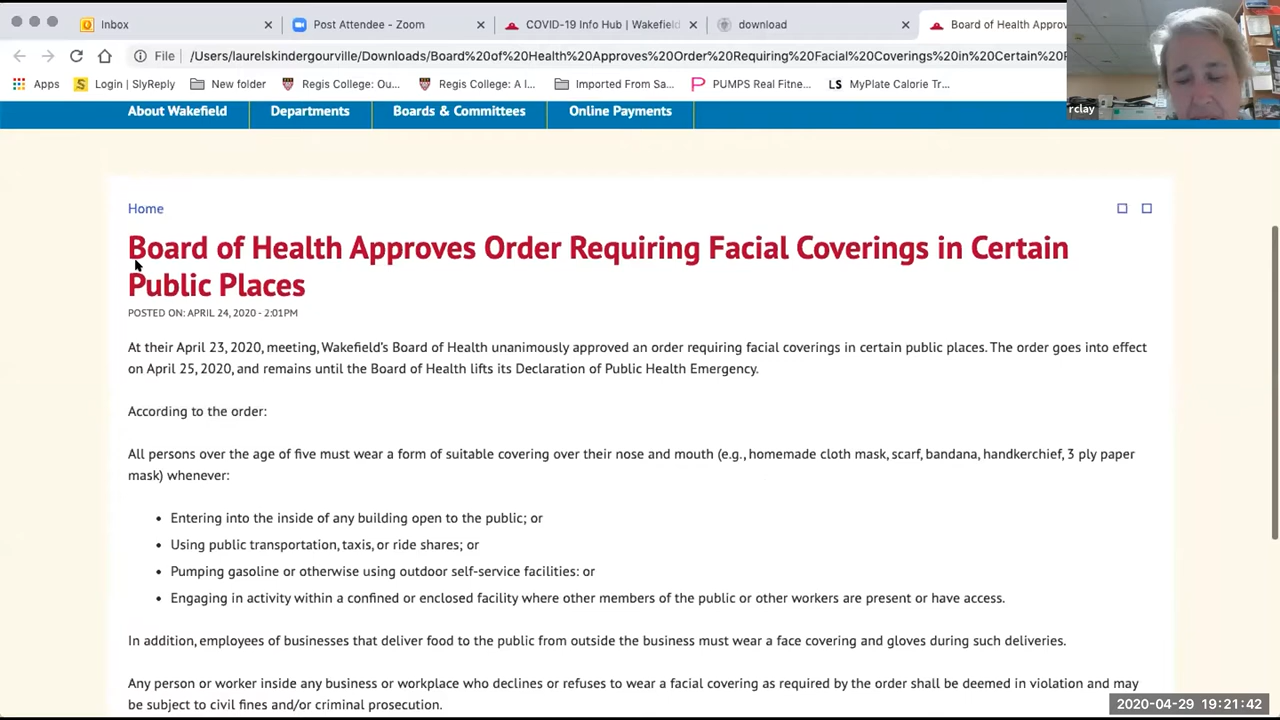 Inbox
Post Attendee - Zoom
COVID-19 Info Hub | Wakefield
download
Board of Health Approv
File
/Users/laurelskindergourville/Downloads/Board%20of%20Health%20Approves%20Order%20Requiring%20Facial%20Coverings%20in%20Certain%20
Apps
Login | SlyReply
New folder
Regis College: Ou...
Regis College: A l...
Imported From Sa...
PUMPS Real Fitne...
LS MyPlate Calorie Tr...
rclay
About Wakefield
Departments
Boards & Committees
Online Payments
Home
Board of Health Approves Order Requiring Facial Coverings in Certain
Public Places
POSTED ON: APRIL 24, 2020 - 2:01PM
At their April 23, 2020, meeting, Wakefield's Board of Health unanimously approved an order requiring facial coverings in certain public places. The order goes into effect
on April 25, 2020, and remains until the Board of Health lifts its Declaration of Public Health Emergency.
According to the order:
All persons over the age of five must wear a form of suitable covering over their nose and mouth (e.g., homemade cloth mask, scarf, bandana, handkerchief, 3 ply paper
mask) whenever:
• Entering into the inside of any building open to the public; or
• Using public transportation, taxis, or ride shares; or
• Pumping gasoline or otherwise using outdoor self-service facilities: or
• Engaging in activity within a confined or enclosed facility where other members of the public or other workers are present or have access.
In addition, employees of businesses that deliver food to the public from outside the business must wear a face covering and gloves during such deliveries.
Any person or worker inside any business or workplace who declines or refuses to wear a facial covering as required by the order shall be deemed in violation and may
be subject to civil fines and/or criminal prosecution.
2020-04-29 19:21:42